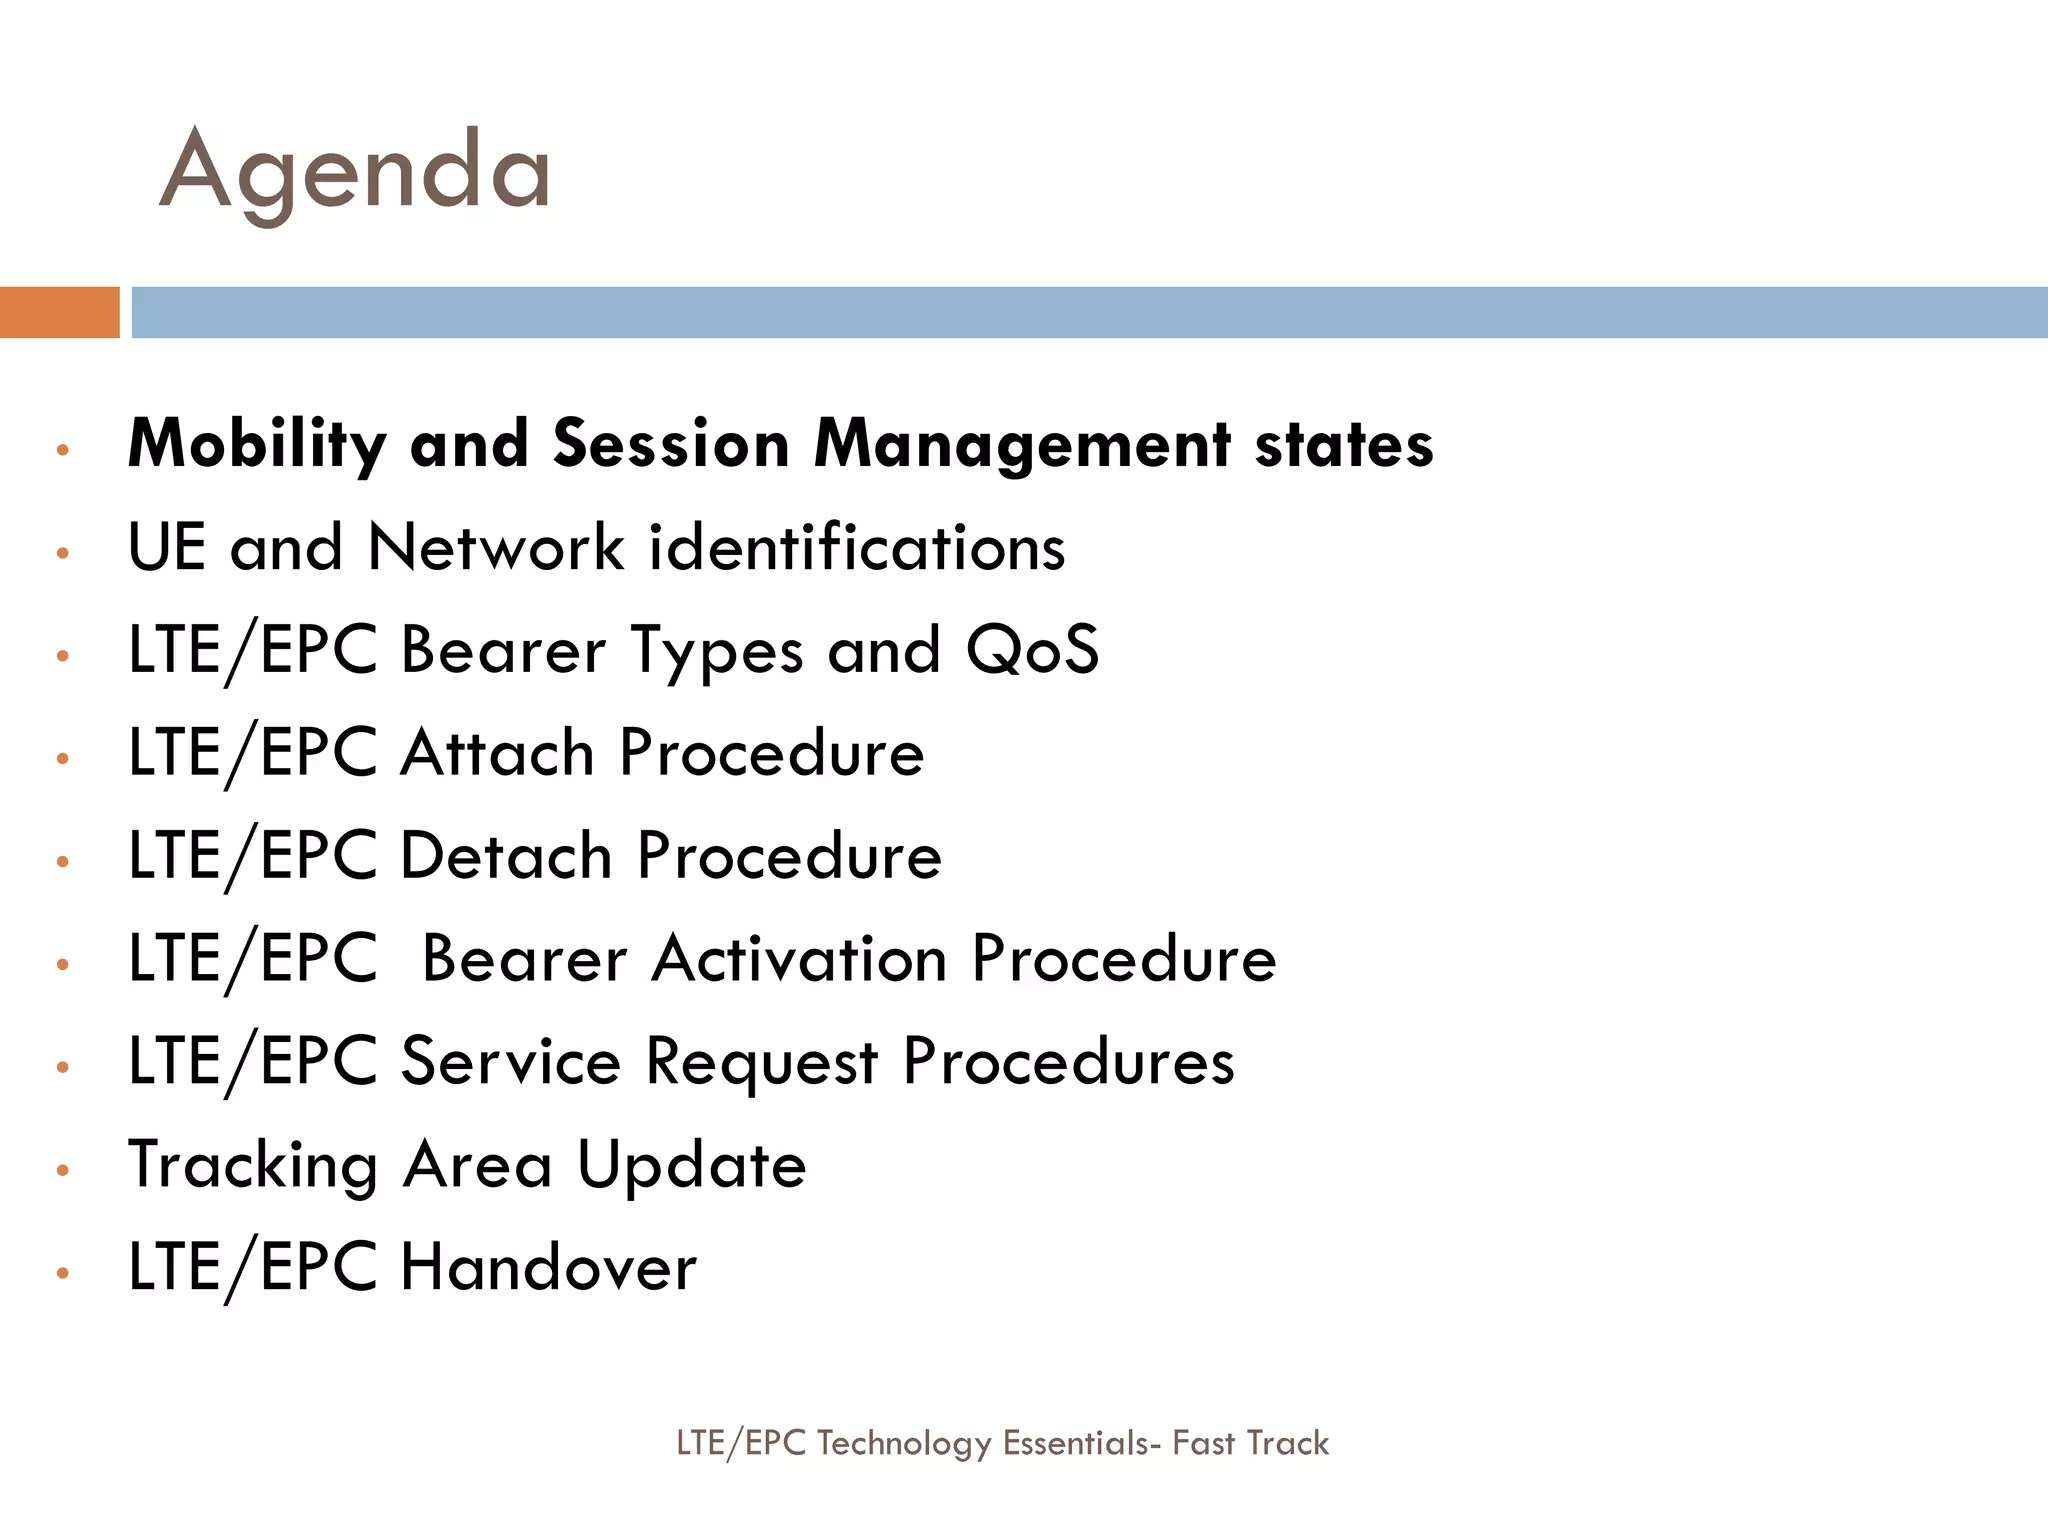 Agenda
• Mobility and Session Management states
• UE and Network identifications
• LTE/EPC Bearer Types and QoS
• LTE/EPC Attach Procedure
• LTE/EPC Detach Procedure
• LTE/EPC  Bearer Activation Procedure
• LTE/EPC Service Request Procedures
• Tracking Area Update
• LTE/EPC Handover
LTE/EPC Technology Essentials- Fast Track